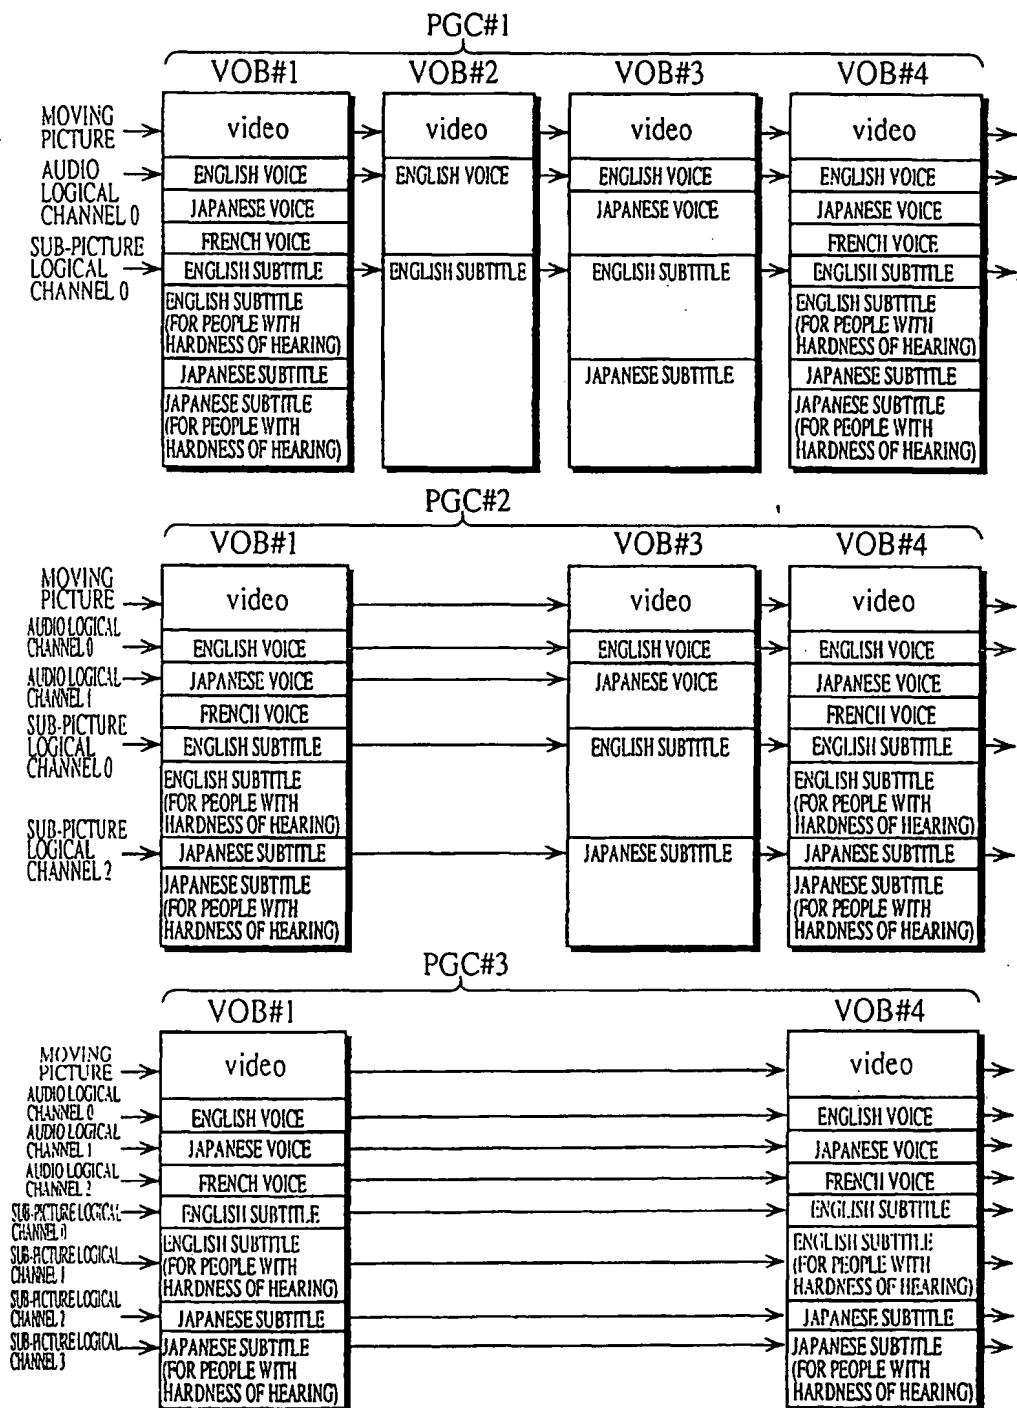 PGC#1
VOB#1 VOB#2 VOB#3 VOB#4
MOVING
PICTURE
video video video video
AUDIO
LOGICAL
CHANNEL 0
ENGLISH VOICE ENGLISH VOICE ENGLISH VOICE ENGLISH VOICE
JAPANESE VOICE JAPANESE VOICE JAPANESE VOICE
FRENCH VOICE FRENCH VOICE
SUB-PICTURE
LOGICAL
CHANNEL 0
ENGLISH SUBTITLE ENGLISH SUBTITLE ENGLISH SUBTITLE ENGLISH SUBTITLE
ENGLISH SUBTITLE
(FOR PEOPLE WITH
HARDNESS OF HEARING)
ENGLISH SUBTITLE
(FOR PEOPLE WITH
HARDNESS OF HEARING)
JAPANESE SUBTITLE JAPANESE SUBTITLE JAPANESE SUBTITLE
JAPANESE SUBTITLE
(FOR PEOPLE WITH
HARDNESS OF HEARING)
JAPANESE SUBTITLE
(FOR PEOPLE WITH
HARDNESS OF HEARING)
PGC#2
VOB#1 VOB#3 VOB#4
MOVING
PICTURE
video video video
AUDIO LOGICAL
CHANNEL 0
ENGLISH VOICE ENGLISH VOICE ENGLISH VOICE
AUDIO LOGICAL
CHANNEL 1
JAPANESE VOICE JAPANESE VOICE JAPANESE VOICE
FRENCH VOICE FRENCH VOICE
SUB-PICTURE
LOGICAL
CHANNEL 0
ENGLISH SUBTITLE ENGLISH SUBTITLE ENGLISH SUBTITLE
ENGLISH SUBTITLE
(FOR PEOPLE WITH
HARDNESS OF HEARING)
ENGLISH SUBTITLE
(FOR PEOPLE WITH
HARDNESS OF HEARING)
SUB-PICTURE
LOGICAL
CHANNEL 2
JAPANESE SUBTITLE JAPANESE SUBTITLE JAPANESE SUBTITLE
JAPANESE SUBTITLE
(FOR PEOPLE WITH
HARDNESS OF HEARING)
JAPANESE SUBTITLE
(FOR PEOPLE WITH
HARDNESS OF HEARING)
PGC#3
VOB#1 VOB#4
MOVING
PICTURE
video video
AUDIO LOGICAL
CHANNEL 0
ENGLISH VOICE ENGLISH VOICE
AUDIO LOGICAL
CHANNEL 1
JAPANESE VOICE JAPANESE VOICE
AUDIO LOGICAL
CHANNEL 2
FRENCH VOICE FRENCH VOICE
SUB-PICTURE LOGICAL
CHANNEL 0
ENGLISH SUBTITLE ENGLISH SUBTITLE
SUB-PICTURE LOGICAL
CHANNEL 1
ENGLISH SUBTITLE
(FOR PEOPLE WITH
HARDNESS OF HEARING)
ENGLISH SUBTITLE
(FOR PEOPLE WITH
HARDNESS OF HEARING)
SUB-PICTURE LOGICAL
CHANNEL 2
JAPANESE SUBTITLE JAPANESE SUBTITLE
SUB-PICTURE LOGICAL
CHANNEL 3
JAPANESE SUBTITLE
(FOR PEOPLE WITH
HARDNESS OF HEARING)
JAPANESE SUBTITLE
(FOR PEOPLE WITH
HARDNESS OF HEARING)